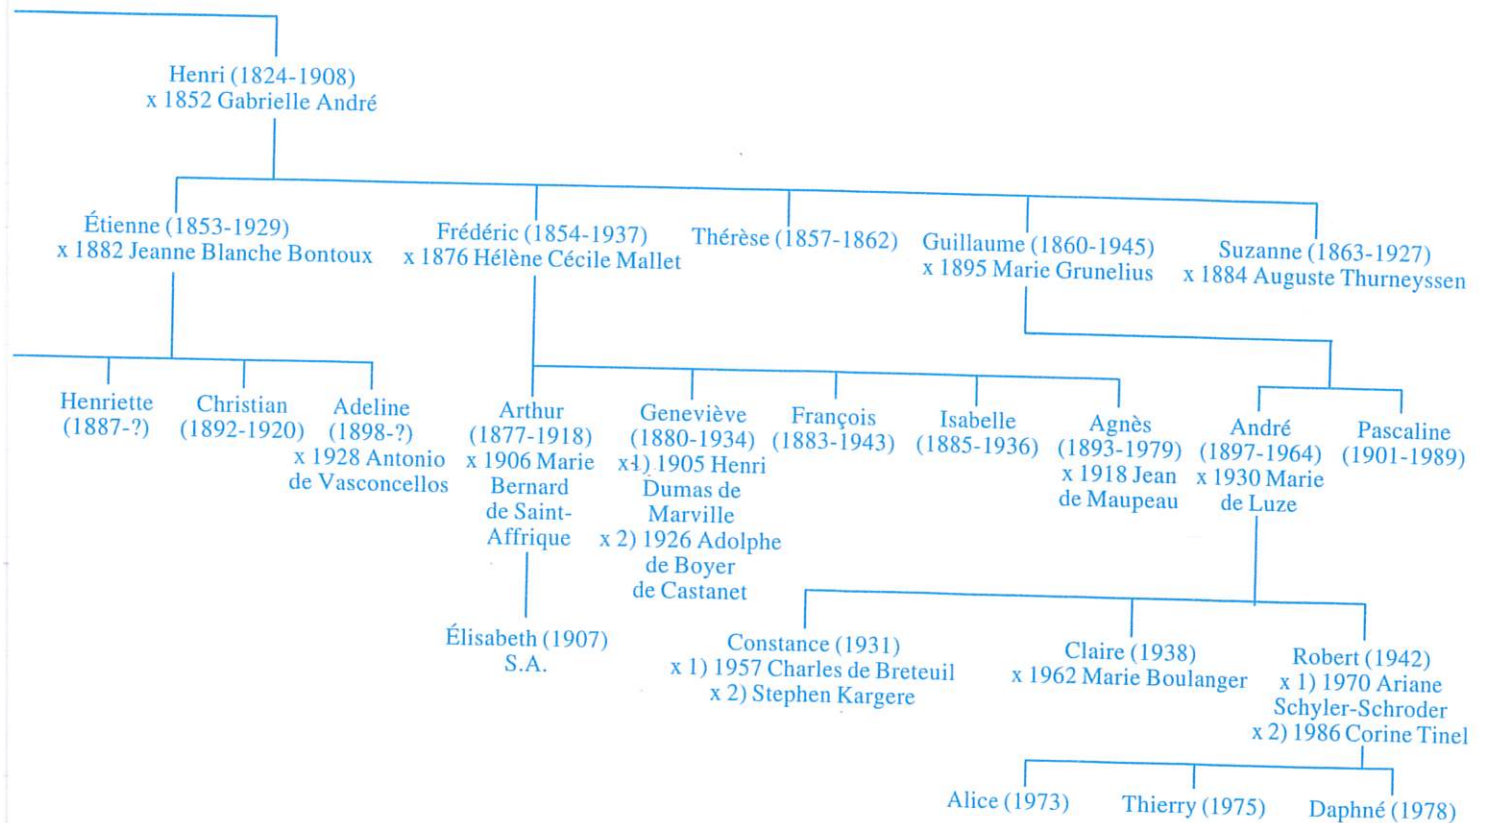 Henri (1824-1908)
x 1852 Gabrielle André
Étienne (1853-1929)
x 1882 Jeanne Blanche Bontoux
Frédéric (1854-1937)
x 1876 Hélène Cécile Mallet
Thérèse (1857-1862)
Guillaume (1860-1945)
x 1895 Marie Grunelius
Suzanne (1863-1927)
x 1884 Auguste Thurneyssen
Henriette
(1887-?)
Christian
(1892-1920)
Adeline
(1898-?)
x 1928 Antonio
de Vasconcellos
Arthur
(1877-1918)
x 1906 Marie
Bernard
de Saint-
Affrique
Geneviève
(1880-1934)
x1) 1905 Henri
Dumas de
Marville
x 2) 1926 Adolphe
de Boyer
de Castanet
François
(1883-1943)
Isabelle
(1885-1936)
Agnès
(1893-1979)
x 1918 Jean
de Maupeau
André
(1897-1964)
x 1930 Marie
de Luze
Pascaline
(1901-1989)
Élisabeth (1907)
S.A.
Constance (1931)
x 1) 1957 Charles de Breteuil
x 2) Stephen Kargere
Claire (1938)
x 1962 Marie Boulanger
Robert (1942)
x 1) 1970 Ariane
Schyler-Schroder
x 2) 1986 Corine Tinel
Alice (1973)
Thierry (1975)
Daphné (1978)